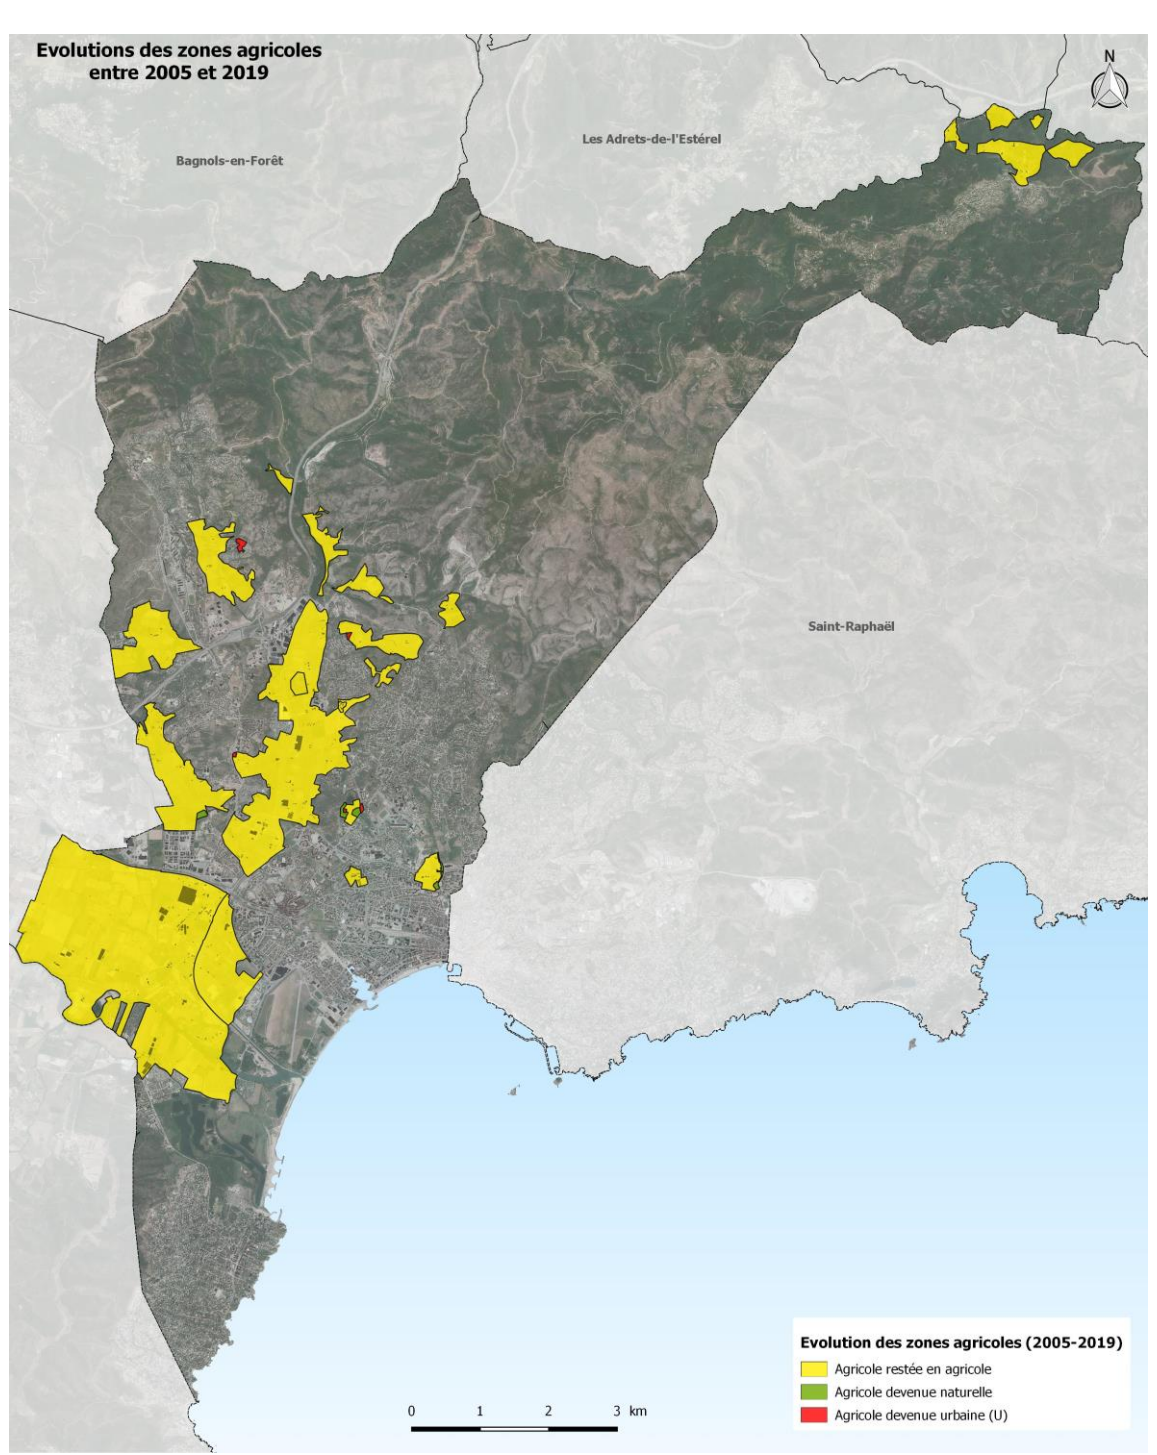 Evolutions des zones agricoles
entre 2005 et 2019
N
Les Adrets-de-l'Estérel
Bagnols-en-Forêt
Saint-Raphaël
Evolution des zones agricoles (2005-2019)
Agricole restée en agricole
Agricole devenue naturelle
Agricole devenue urbaine (U)
0 1 2 3 km